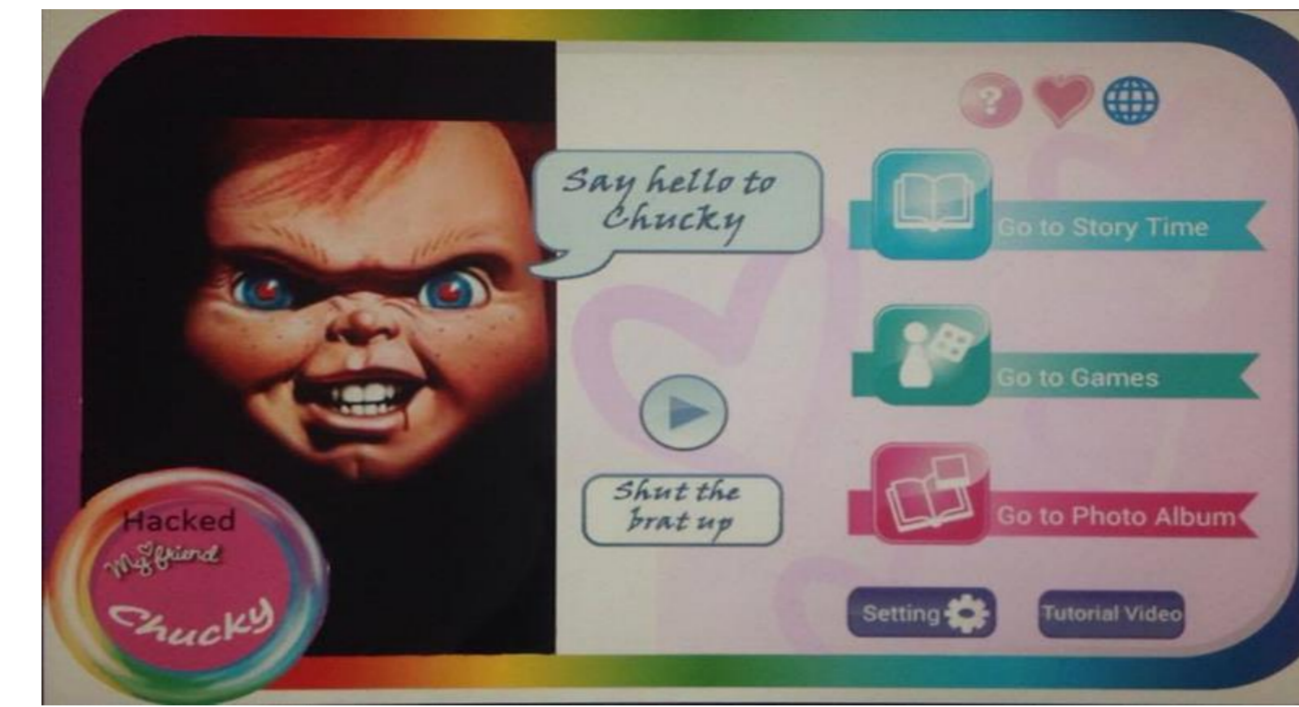 Say hello to
Chucky
Go to Story Time
Go to Games
Shut the
brat up
Go to Photo Album
Hacked
My friend
Chucky
Setting
Tutorial Video
?